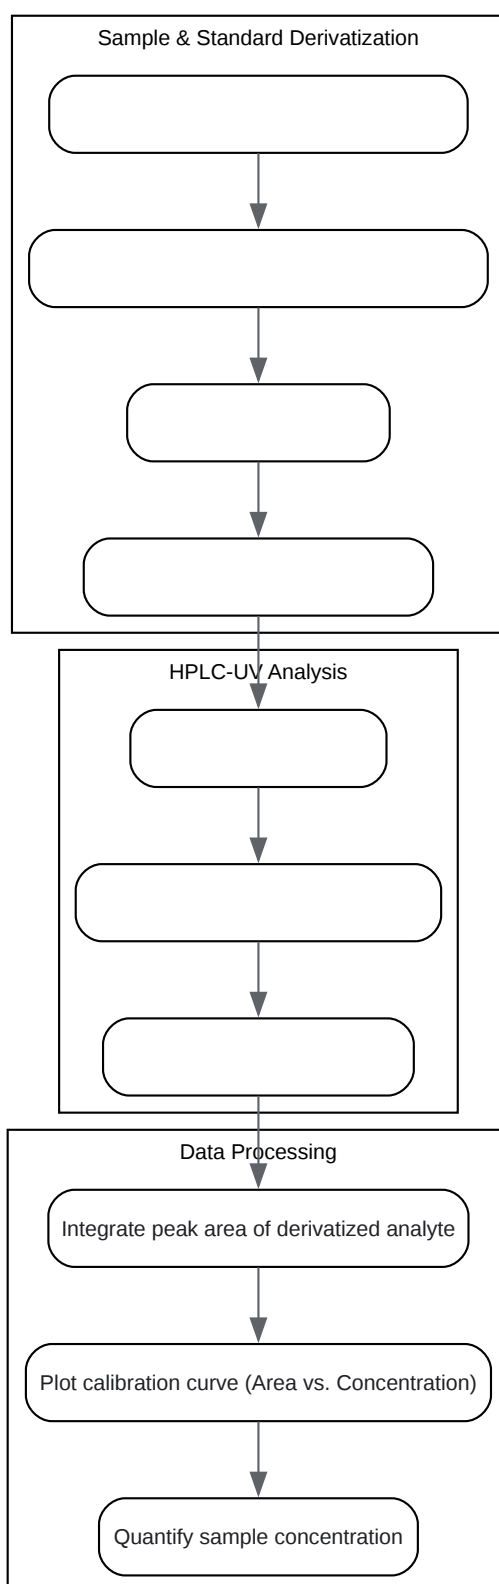 Sample & Standard Derivatization
HPLC-UV Analysis
Data Processing
Integrate peak area of derivatized analyte
Plot calibration curve (Area vs. Concentration)
Quantify sample concentration